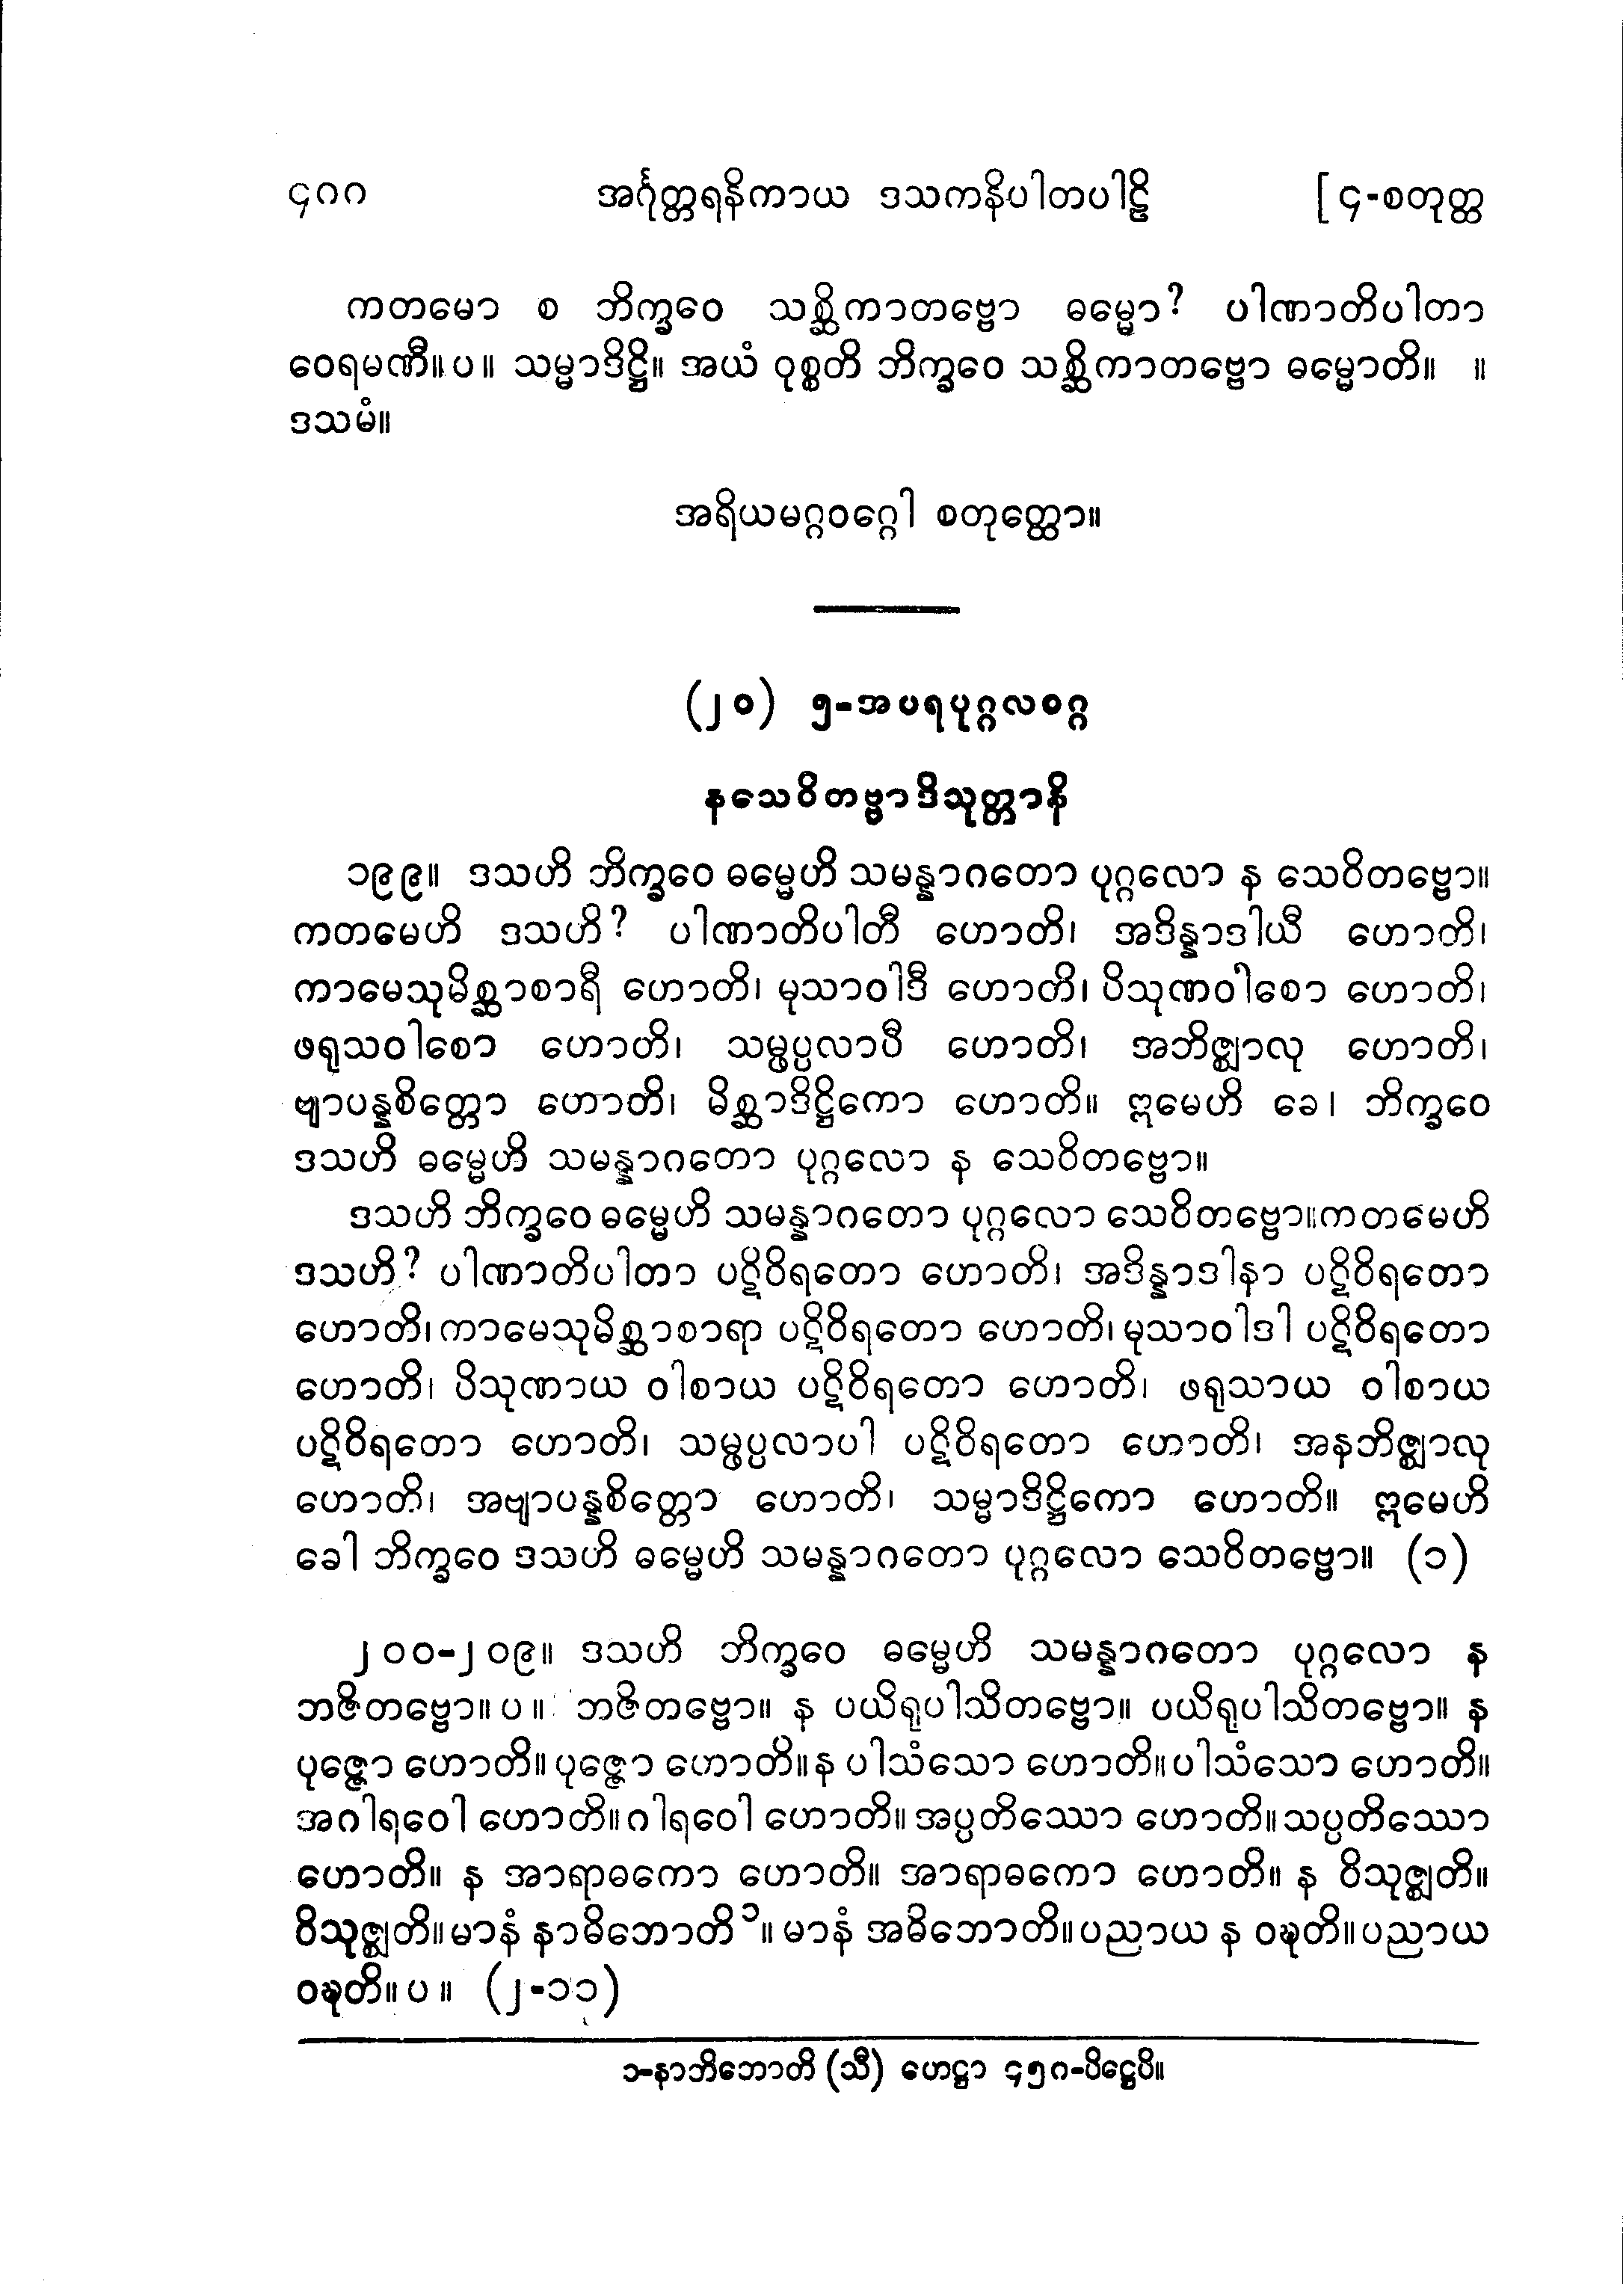 ၄၇၇ အင်္ဂုတ္တရနိကာယ ဒသကနိပါတပါဠိ [ ၄-စတုတ္ထ
ကတမော စ ဘိက္ခဝေ သစ္ဆိကာတဗ္ဗော ဓမ္မော? ပါဏာတိပါတာ
ဝေရမဏီ။ပ။ သမ္မာဒိဋ္ဌိ။ အယံ ဝုစ္စတိ ဘိက္ခဝေ သစ္ဆိကာတဗ္ဗော ဓမ္မောတိ။ ။
ဒသမံ။
အရိယမဂ္ဂဝဂ္ဂေါ စတုတ္ထော။
(၂၀) ၅-အပရပုဂ္ဂလဝဂ္ဂ
နသေဝိတဗ္ဗာဒိသုတ္တာနိ
၁၉၉။ ဒသဟိ ဘိက္ခဝေ ဓမ္မေဟိ သမန္နာဂတော ပုဂ္ဂလော န သေဝိတဗ္ဗော။
ကတမေဟိ ဒသဟိ? ပါဏာတိပါတီ ဟောတိ၊ အဒိန္နာဒါယီ ဟောတိ၊
ကာမေသုမိစ္ဆာစာရီ ဟောတိ၊ မုသာဝါဒီ ဟောတိ၊ ပိသုဏဝါစော ဟောတိ၊
ဖရုသဝါစော ဟောတိ၊ သမ္ဖပ္ပလာပီ ဟောတိ၊ အဘိဇ္ဈာလု ဟောတိ၊
ဗျာပန္နစိတ္တော ဟောတိ၊ မိစ္ဆာဒိဋ္ဌိကော ဟောတိ။ ဣမေဟိ ခေါ ဘိက္ခဝေ
ဒသဟိ ဓမ္မေဟိ သမန္နာဂတော ပုဂ္ဂလော န သေဝိတဗ္ဗော။
ဒသဟိ ဘိက္ခဝေ ဓမ္မေဟိ သမန္နာဂတော ပုဂ္ဂလော သေဝိတဗ္ဗော။ကတမေဟိ
ဒသဟိ? ပါဏာတိပါတာ ပဋိဝိရတော ဟောတိ၊ အဒိန္နာဒါနာ ပဋိဝိရတော
ဟောတိ၊ကာမေသုမိစ္ဆာစာရာ ပဋိဝိရတော ဟောတိ၊မုသာဝါဒါ ပဋိဝိရတော
ဟောတိ၊ ပိသုဏာယ ဝါစာယ ပဋိဝိရတော ဟောတိ၊ ဖရုသာယ ဝါစာယ
ပဋိဝိရတော ဟောတိ၊ သမ္ဖပ္ပလာပါ ပဋိဝိရတော ဟောတိ၊ အနဘိဇ္ဈာလု
ဟောတိ၊ အဗျာပန္နစိတ္တော ဟောတိ၊ သမ္မာဒိဋ္ဌိကော ဟောတိ။ ဣမေဟိ
ခေါ ဘိက္ခဝေ ဒသဟိ ဓမ္မေဟိ သမန္နာဂတော ပုဂ္ဂလော သေဝိတဗ္ဗော။ (၁)
၂၀၀-၂၀၉။ ဒသဟိ ဘိက္ခဝေ ဓမ္မေဟိ သမန္နာဂတော ပုဂ္ဂလော န
ဘဇိတဗ္ဗော။ပ။ ဘဇိတဗ္ဗော။ န ပယိရုပါသိတဗ္ဗော။ ပယိရုပါသိတဗ္ဗော။ န
ပုဇ္ဇော ဟောတိ။ပုဇ္ဇော ဟောတိ။န ပါသံသော ဟောတိ။ပါသံသော ဟောတိ။
အဂါရဝေါ ဟောတိ။ဂါရဝေါ ဟောတိ။အပ္ပတိဿော ဟောတိ။သပ္ပတိဿော
ဟောတိ။ န အာရာဓကော ဟောတိ။ အာရာဓကော ဟောတိ။ န ဝိသုဇ္ဈတိ။
ဝိသုဇ္ဈတိ။မာနံ နာဓိဘောတိ ၁။ မာနံ အဓိဘောတိ။ပညာယ န ဝဍ္ဎတိ။ပညာယ
ဝဍ္ဎတိ။ပ။ (၂-၁၁)
၁-နာဘိဘောတိ (သီ) ဟေဋ္ဌာ ၄၅၈-ပိဋ္ဌေပိ။